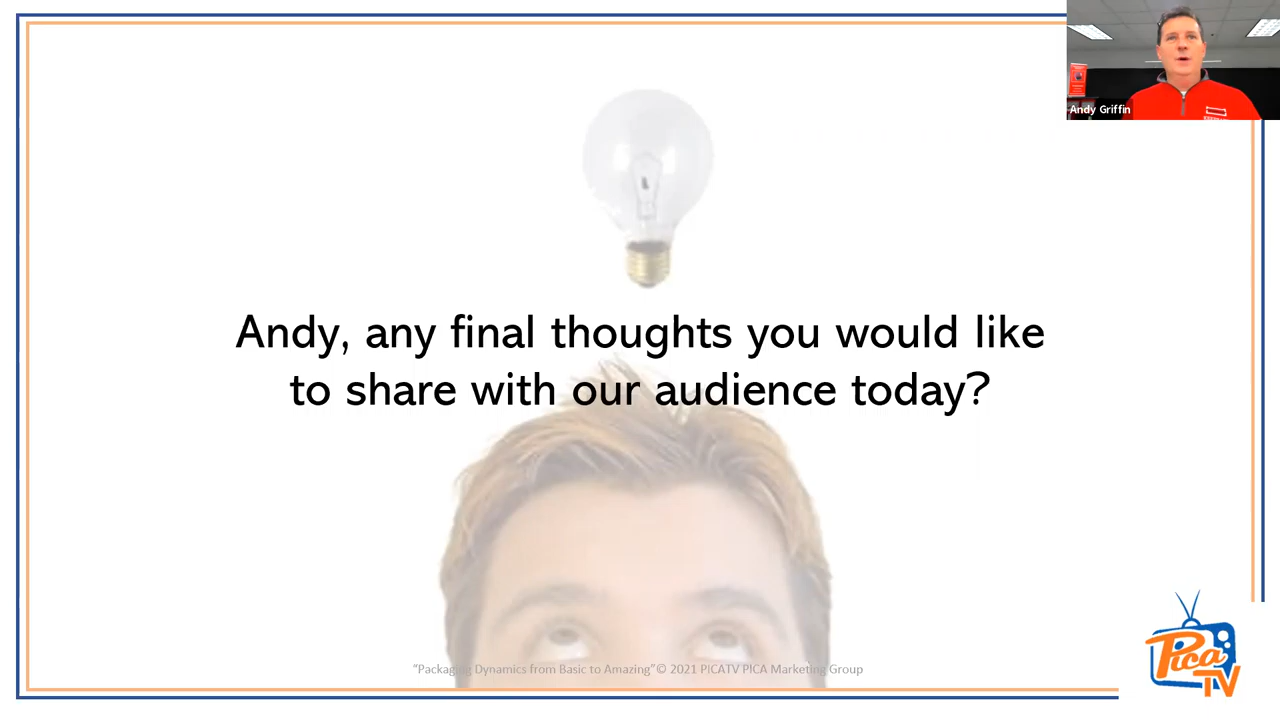 Andy Griffin
Andy, any final thoughts you would like
to share with our audience today?
“Packaging Dynamics from Basic to Amazing”© 2021 PICATV PICA Marketing Group
Pica
TV